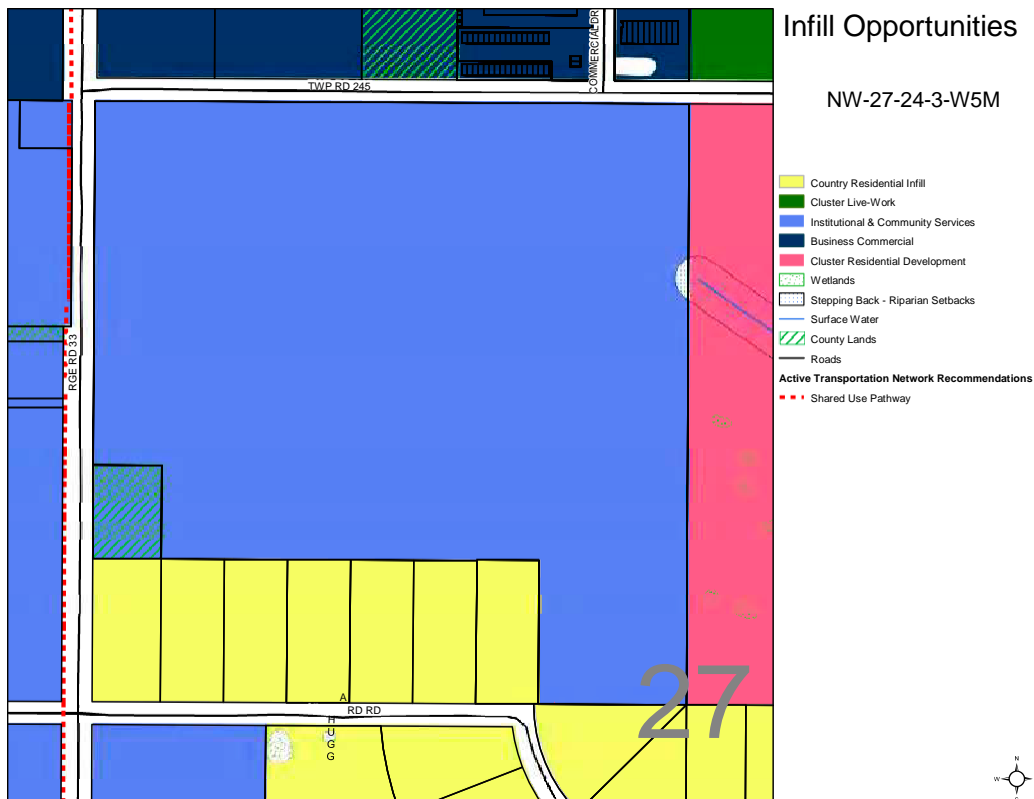 Infill Opportunities
NW-27-24-3-W5M
Country Residential Infill
Cluster Live-Work
Institutional & Community Services
Business Commercial
Cluster Residential Development
Wetlands
Stepping Back - Riparian Setbacks
Surface Water
County Lands
Roads
Active Transportation Network Recommendations
Shared Use Pathway
COMMERCIAL DR
TWP RD 245
RGE RD 33
27
A
RD RD
H
U
G
G
N
W
S